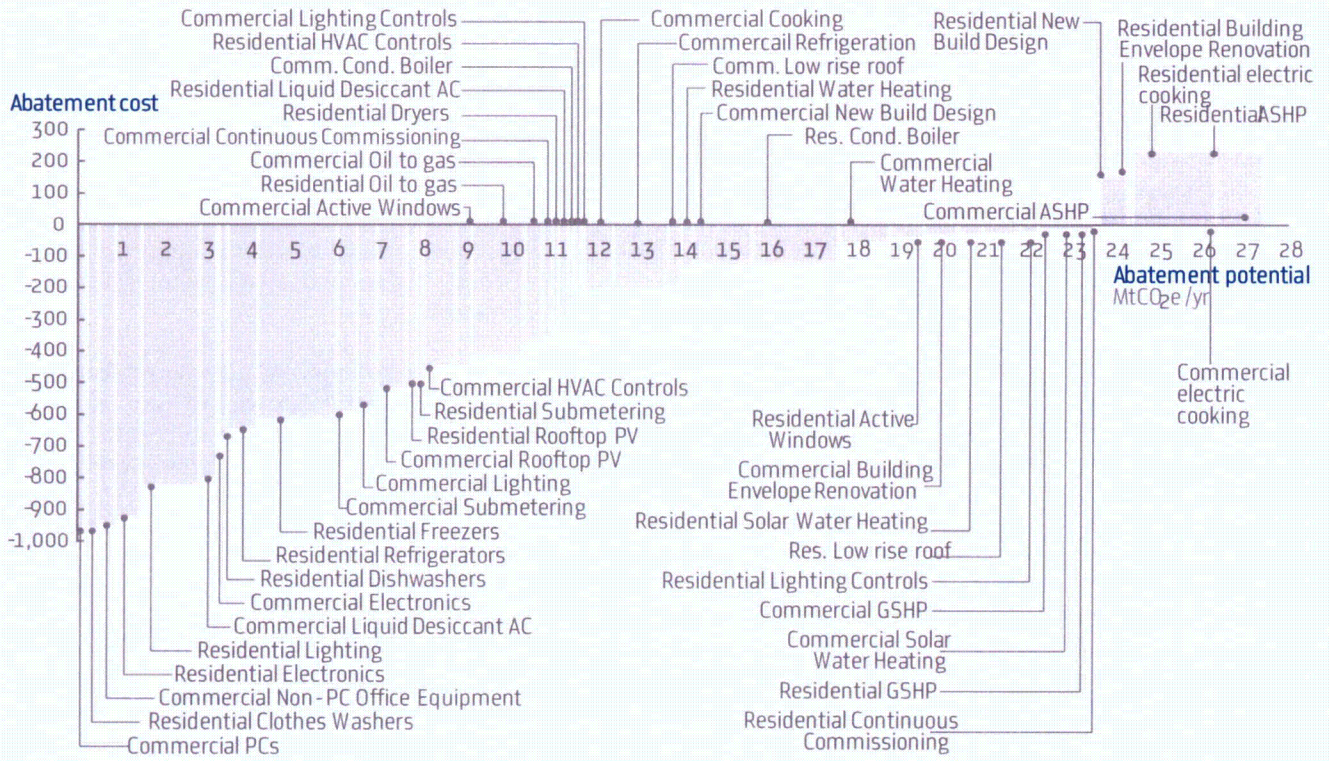 Commercial Lighting Controls
Residential HVAC Controls
Comm. Cond. Boiler
Residential Liquid Desiccant AC
Residential Dryers
Commercial Continuous Commissioning
Commercial Oil to gas
Residential Oil to gas
Commercial Active Windows
Commercial Cooking
Commercail Refrigeration
Comm. Low rise roof
Residential Water Heating
Commercial New Build Design
Res. Cond. Boiler
Commercial
Water Heating
Commercial ASHP
Residential New
Build Design
Residential Building
Envelope Renovation
Residential electric
cooking
Residential ASHP
Abatement cost
300
200
100
0
-100
-200
-300
-400
-500
-600
-700
-800
-900
-1,000
1 2 3 4 5 6 7 8 9 10 11 12 13 14 15 16 17 18 19 20 21 22 23 24 25 26 27 28
Abatement potential
MtCO2e/yr
Commercial HVAC Controls
Residential Submetering
Residential Rooftop PV
Commercial Rooftop PV
Commercial Lighting
Commercial Submetering
Residential Freezers
Residential Refrigerators
Residential Dishwashers
Commercial Electronics
Commercial Liquid Desiccant AC
Residential Lighting
Residential Electronics
Commercial Non-PC Office Equipment
Residential Clothes Washers
Commercial PCs
Residential Active
Windows
Commercial Building
Envelope Renovation
Residential Solar Water Heating
Res. Low rise roof
Residential Lighting Controls
Commercial GSHP
Commercial Solar
Water Heating
Residential GSHP
Residential Continuous
Commissioning
Commercial
electric
cooking